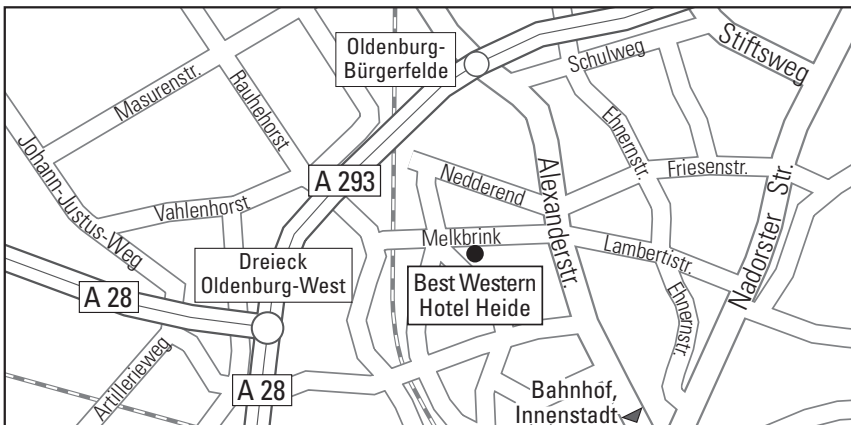 Oldenburg-
Bürgerfelde
Schulweg
Stiftsweg
Masurenstr.
Rauhehorst
Johann-Justus-Weg
Ehnernstr.
A 293
Nedderend
Alexanderstr.
Friesenstr.
Nadorster Str.
Vahlenhorst
Melkbrink
Lambertistr.
Dreieck
Oldenburg-West
A 28
Best Western
Hotel Heide
Ehnernstr.
Artillerieweg
A 28
Bahnhof,
Innenstadt